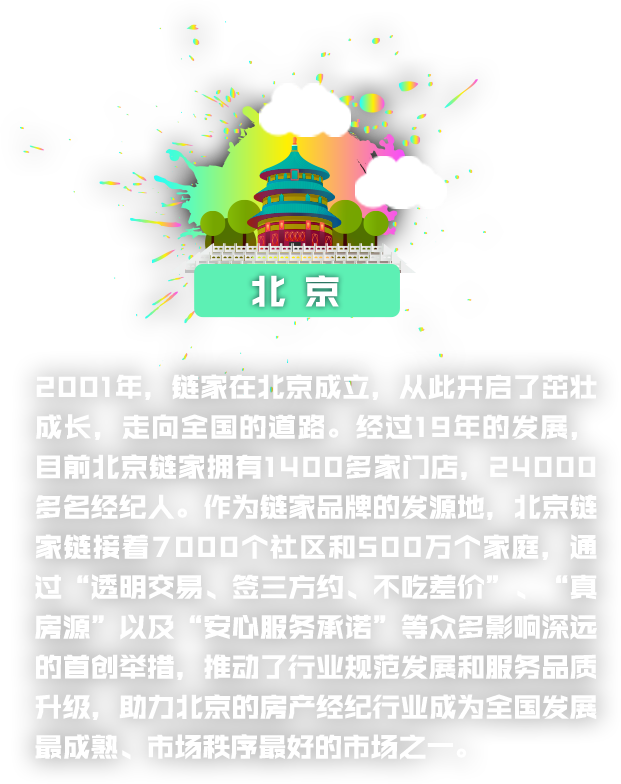 北京
2001年，链家在北京成立，从此开启了茁壮
成长，走向全国的道路。经过19年的发展，
目前北京链家拥有1400多家门店，24000
多名经纪人。作为链家品牌的发源地，北京链
家链接着7000个社区和500万个家庭，通
过“透明交易、签三方约、不吃差价”、“真
房源”以及“安心服务承诺”等众多影响深远
的首创举措，推动了行业规范发展和服务品质
升级，助力北京的房产经纪行业成为全国发展
最成熟、市场秩序最好的市场之一。